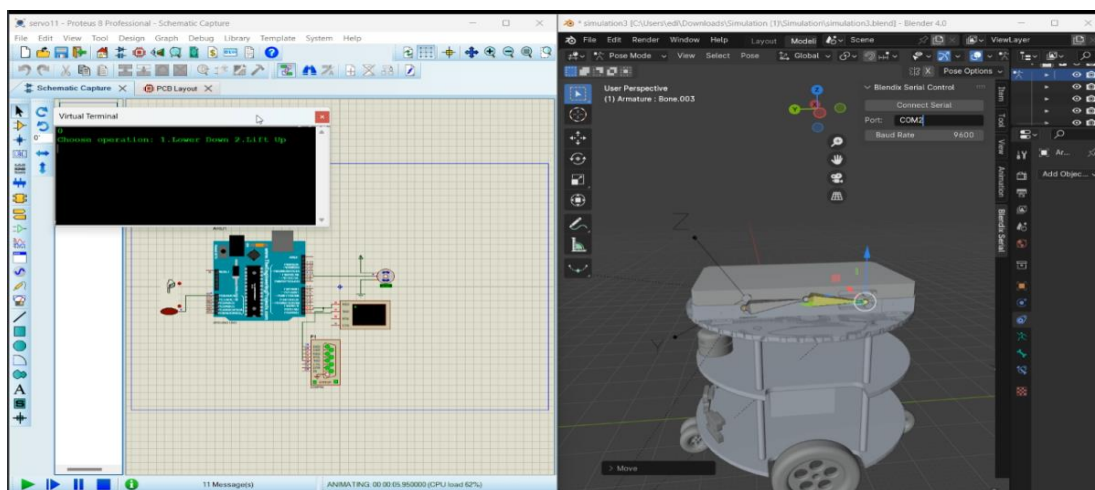 servo11 - Proteus 8 Professional - Schematic Capture
File Edit View Tool Design Graph Debug Library Template System Help
Schematic Capture
PCB Layout
Virtual Terminal
0
Choose operation: 1.Lower Down 2.Lift Up
11 Message(s)
ANIMATING: 00:00:05.950000 (CPU load 62%)
* simulation3 [C:\Users\edi\Downloads\Simulation (1)\Simulation\simulation3.blend] - Blender 4.0
File Edit Render Window Help Layout Modeli Scene ViewLayer
Pose Mode View Select Pose Global
Pose Options
User Perspective
(1) Armature : Bone.003
Blendix Serial Control
Connect Serial
Port: COM2
Baud Rate 9600
Item
Tool
View
Animation
Blendix Serial
Z
Y
Ar...
Add Objec...
> Move